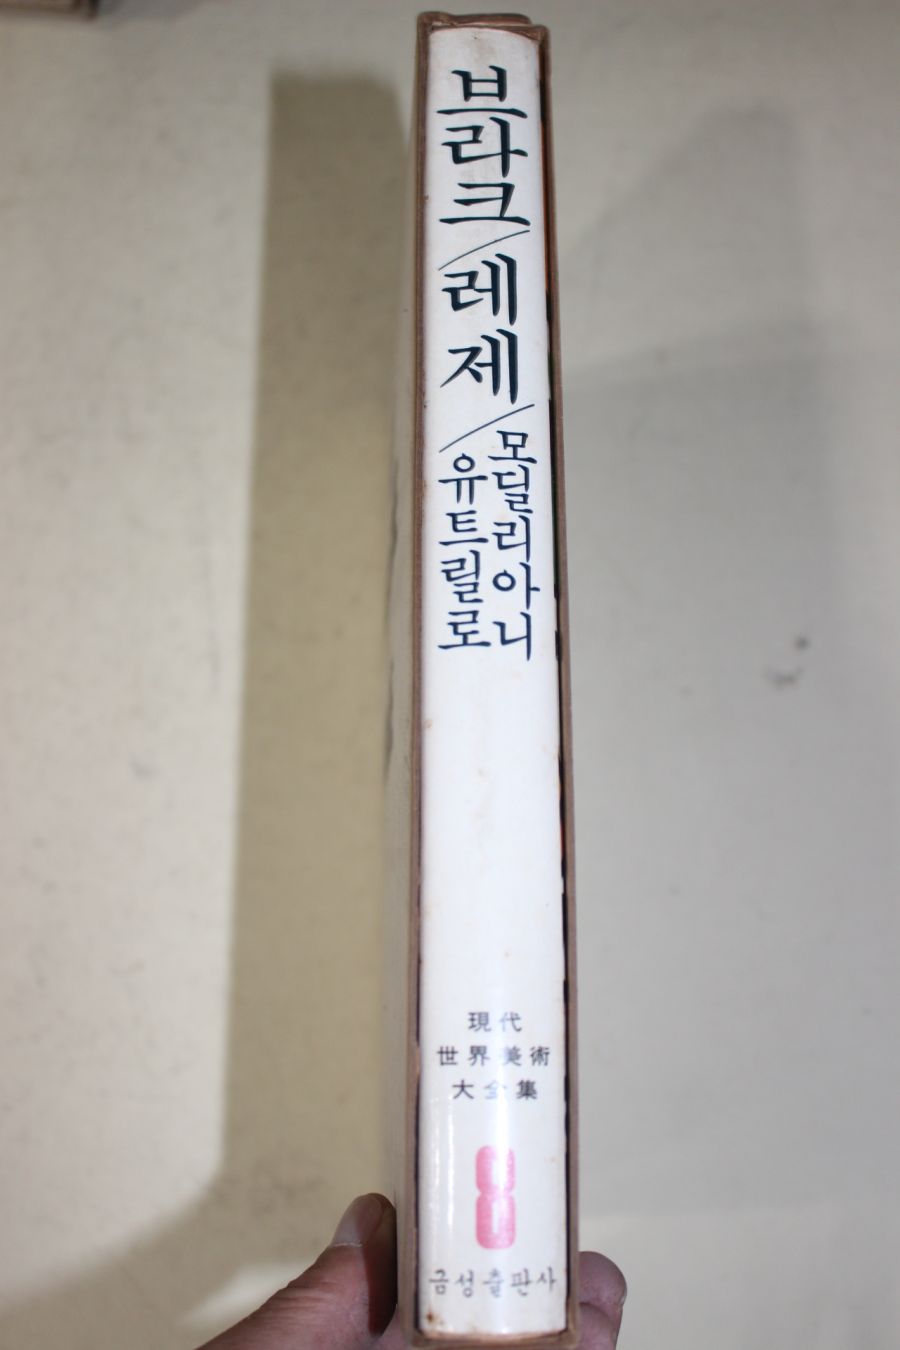 브라크/레제/모딜리아니
유트릴로
現代
世界美術
大全集
8
금성출판사